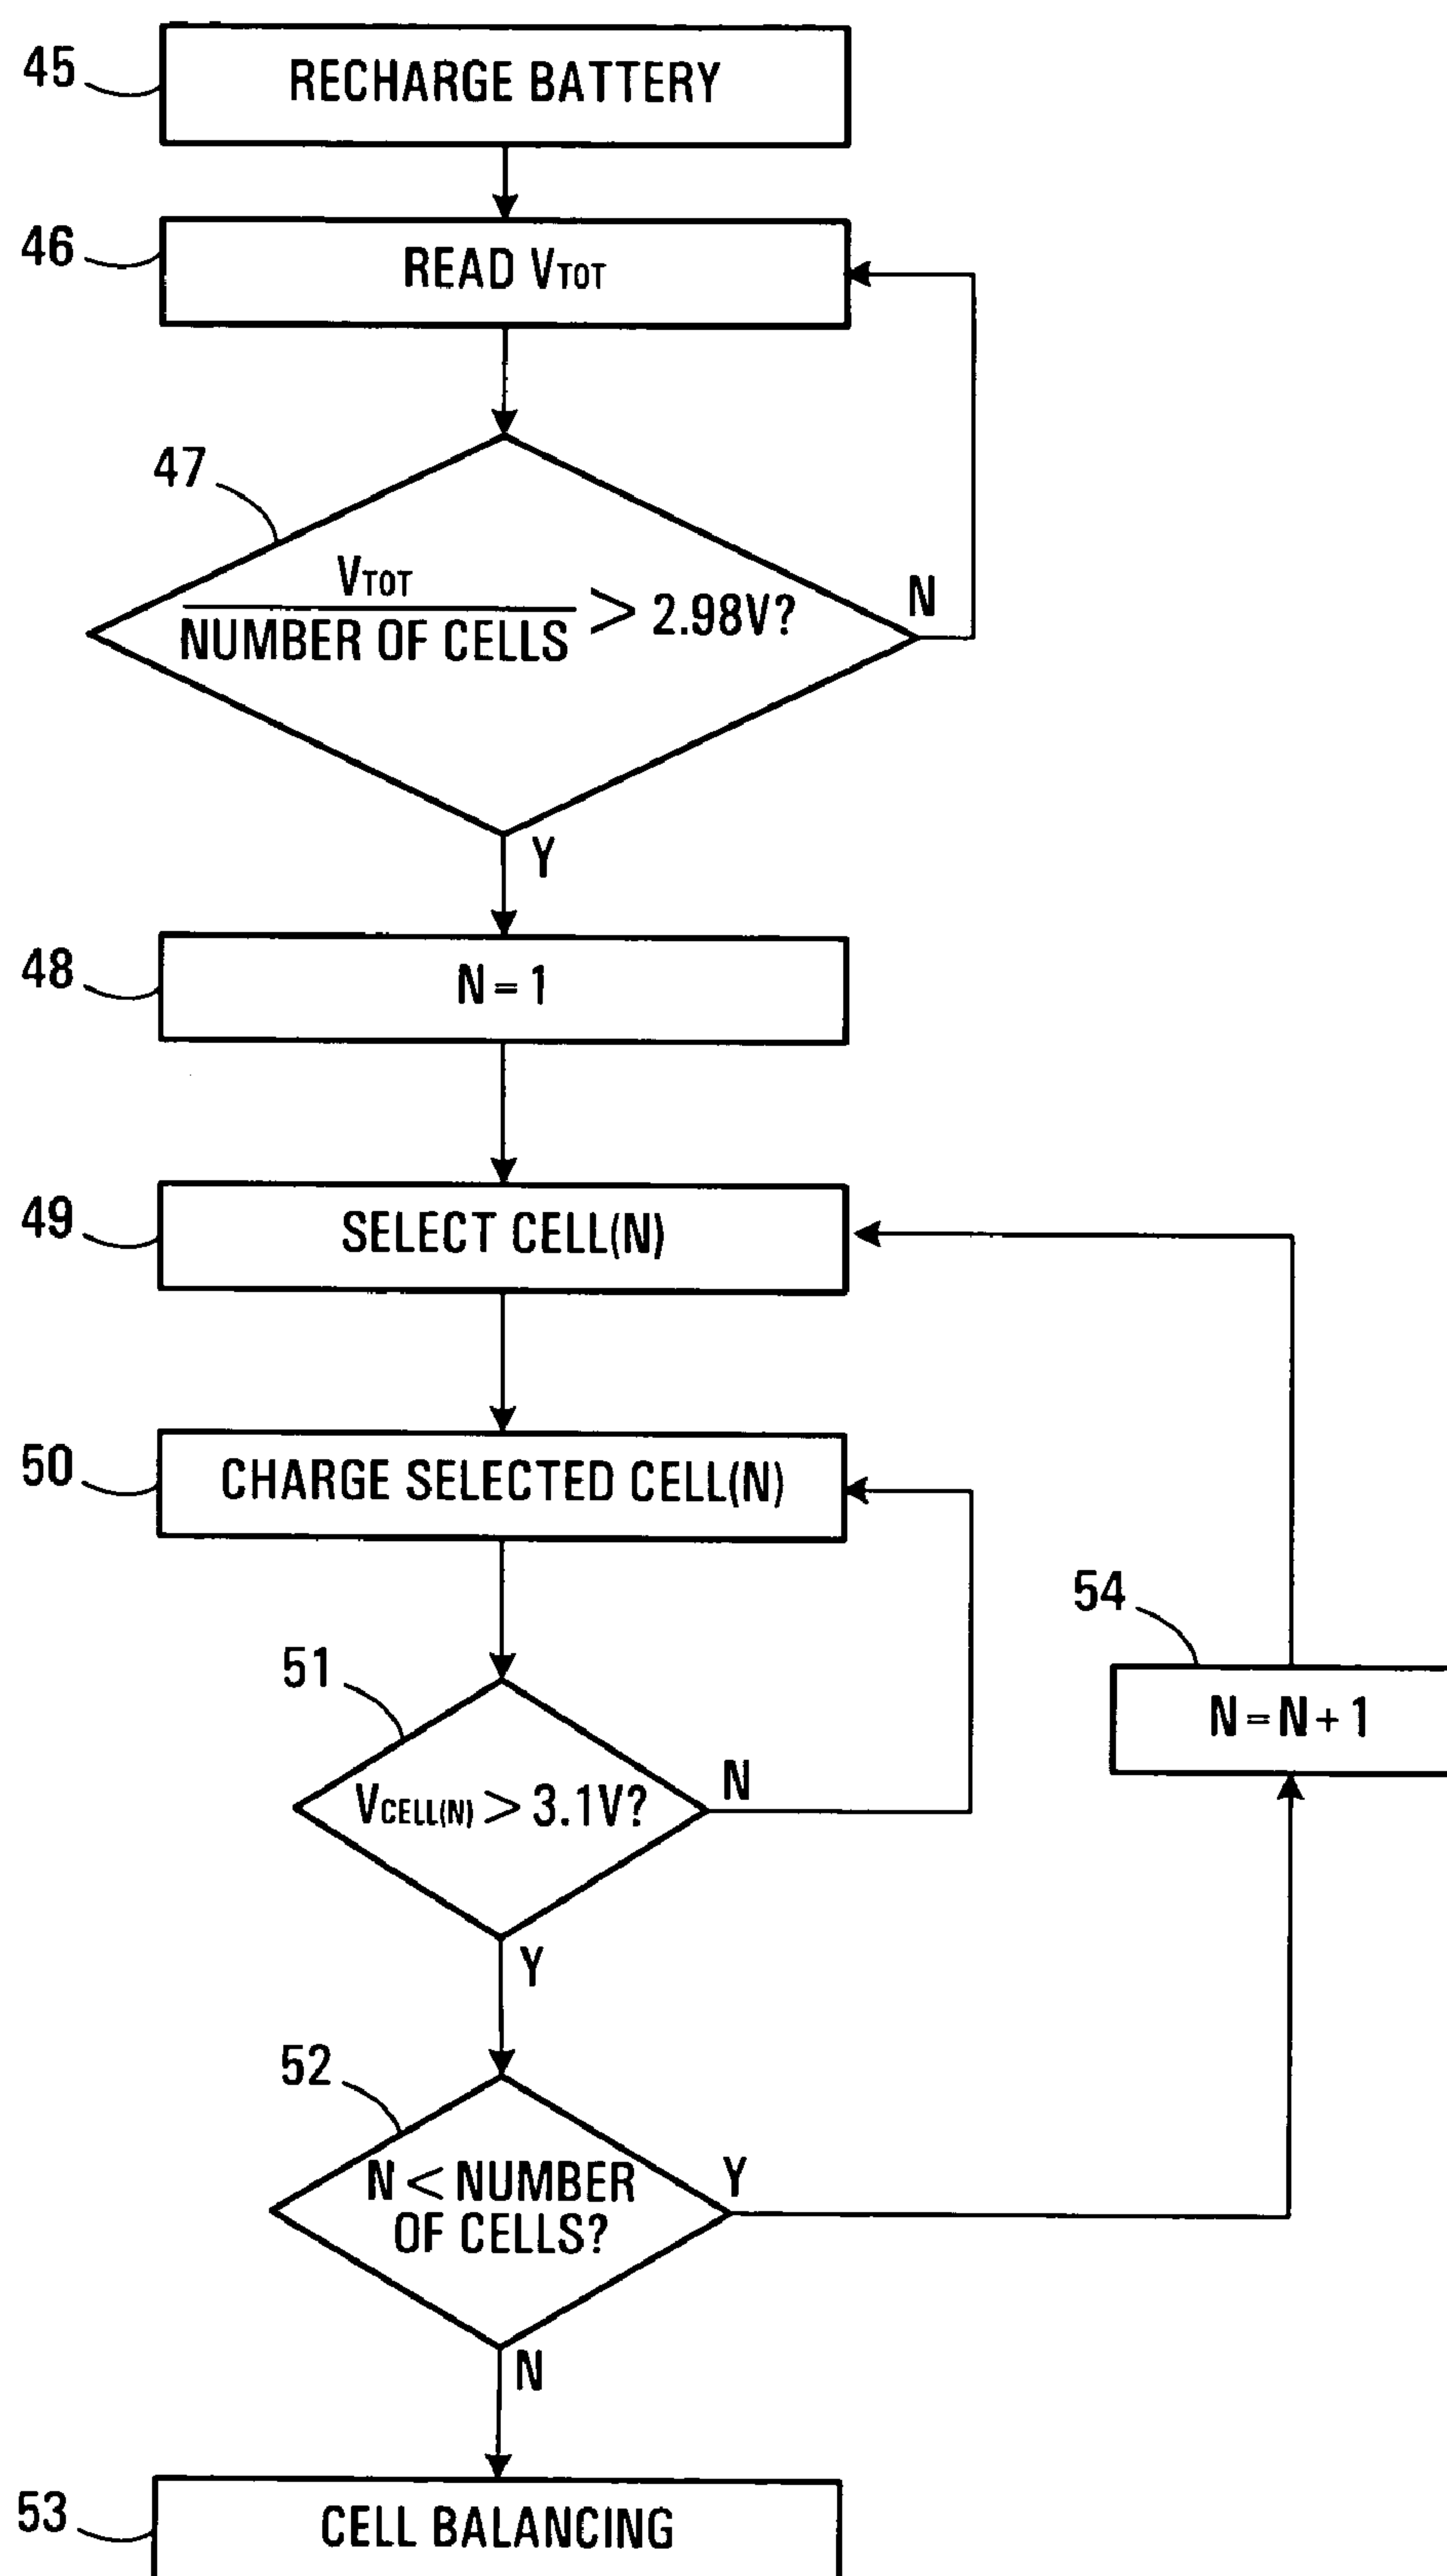 45
RECHARGE BATTERY
46
READ VTOT
47
VTOT
NUMBER OF CELLS
> 2.98V?
N
Y
48
N = 1
49
SELECT CELL(N)
50
CHARGE SELECTED CELL(N)
54
51
N = N + 1
VCELL(N) > 3.1V?
N
Y
52
N < NUMBER
OF CELLS?
Y
N
53
CELL BALANCING